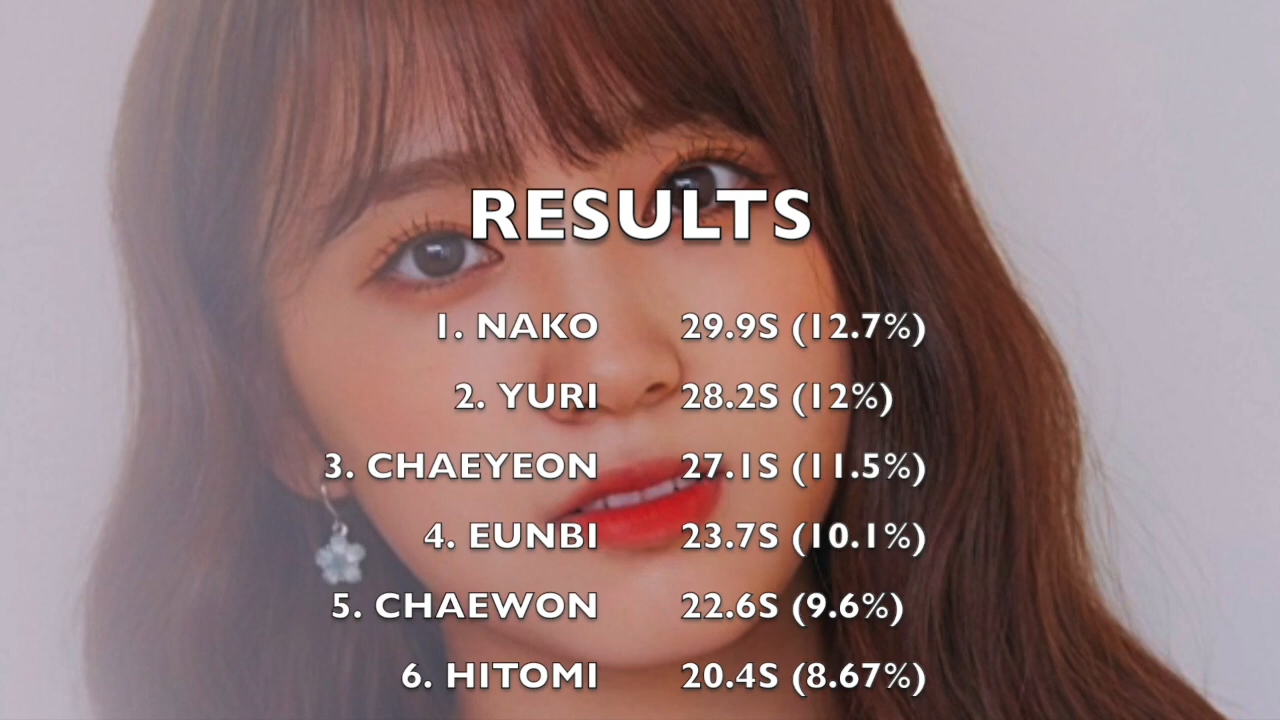 RESULTS
1. NAKO 29.9S (12.7%)
2. YURI 28.2S (12%)
3. CHAEYEON 27.1S (11.5%)
4. EUNBI 23.7S (10.1%)
5. CHAEWON 22.6S (9.6%)
6. HITOMI 20.4S (8.67%)